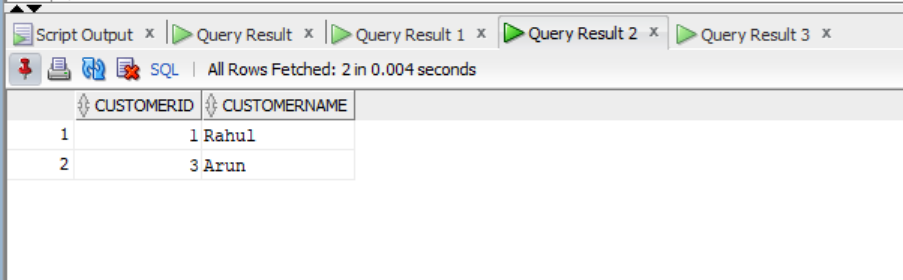 Script Output x Query Result x Query Result 1 x Query Result 2 x Query Result 3 x
SQL | All Rows Fetched: 2 in 0.004 seconds
CUSTOMERID CUSTOMERNAME
1 1 Rahul
2 3 Arun